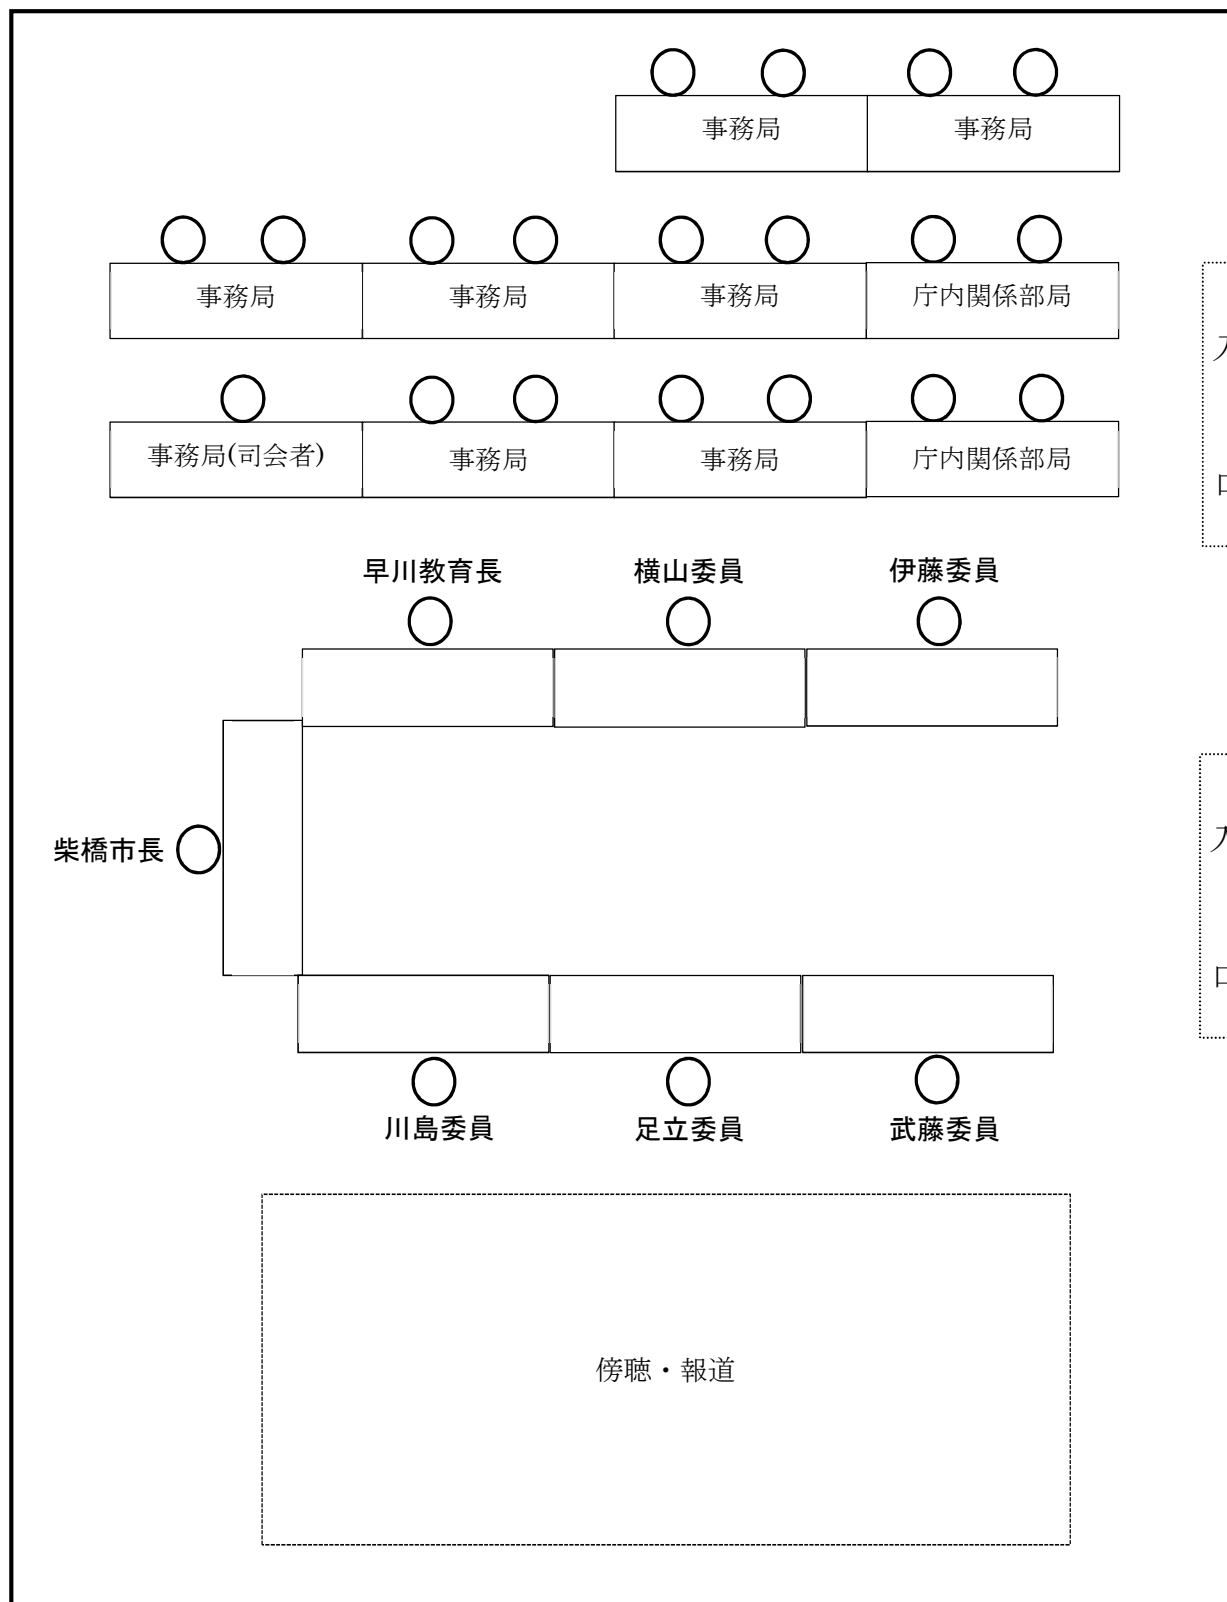 事務局 事務局
事務局 事務局 事務局 庁内関係部局
事務局(司会者) 事務局 事務局 庁内関係部局
早川教育長 横山委員 伊藤委員
柴橋市長
川島委員 足立委員 武藤委員
傍聴・報道